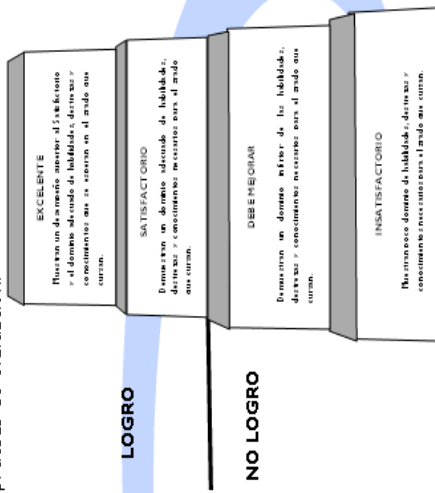 EXCELENTE
Muestran un desempeño superior al Satisfactorio
y el dominio adecuado de habilidades, destrezas y
conocimientos que se esperan en el grado que
cursan.
SATISFACTORIO
Demuestran un dominio adecuado de habilidades,
destrezas y conocimientos necesarios para el grado
que cursan.
DEBE MEJORAR
Demuestran un dominio inferior de las habilidades,
destrezas y conocimientos necesarios para el grado que
cursan.
INSATISFACTORIO
Muestran poco dominio de habilidades, destrezas y
conocimientos necesarios para el grado que cursan.
LOGRO
NO LOGRO